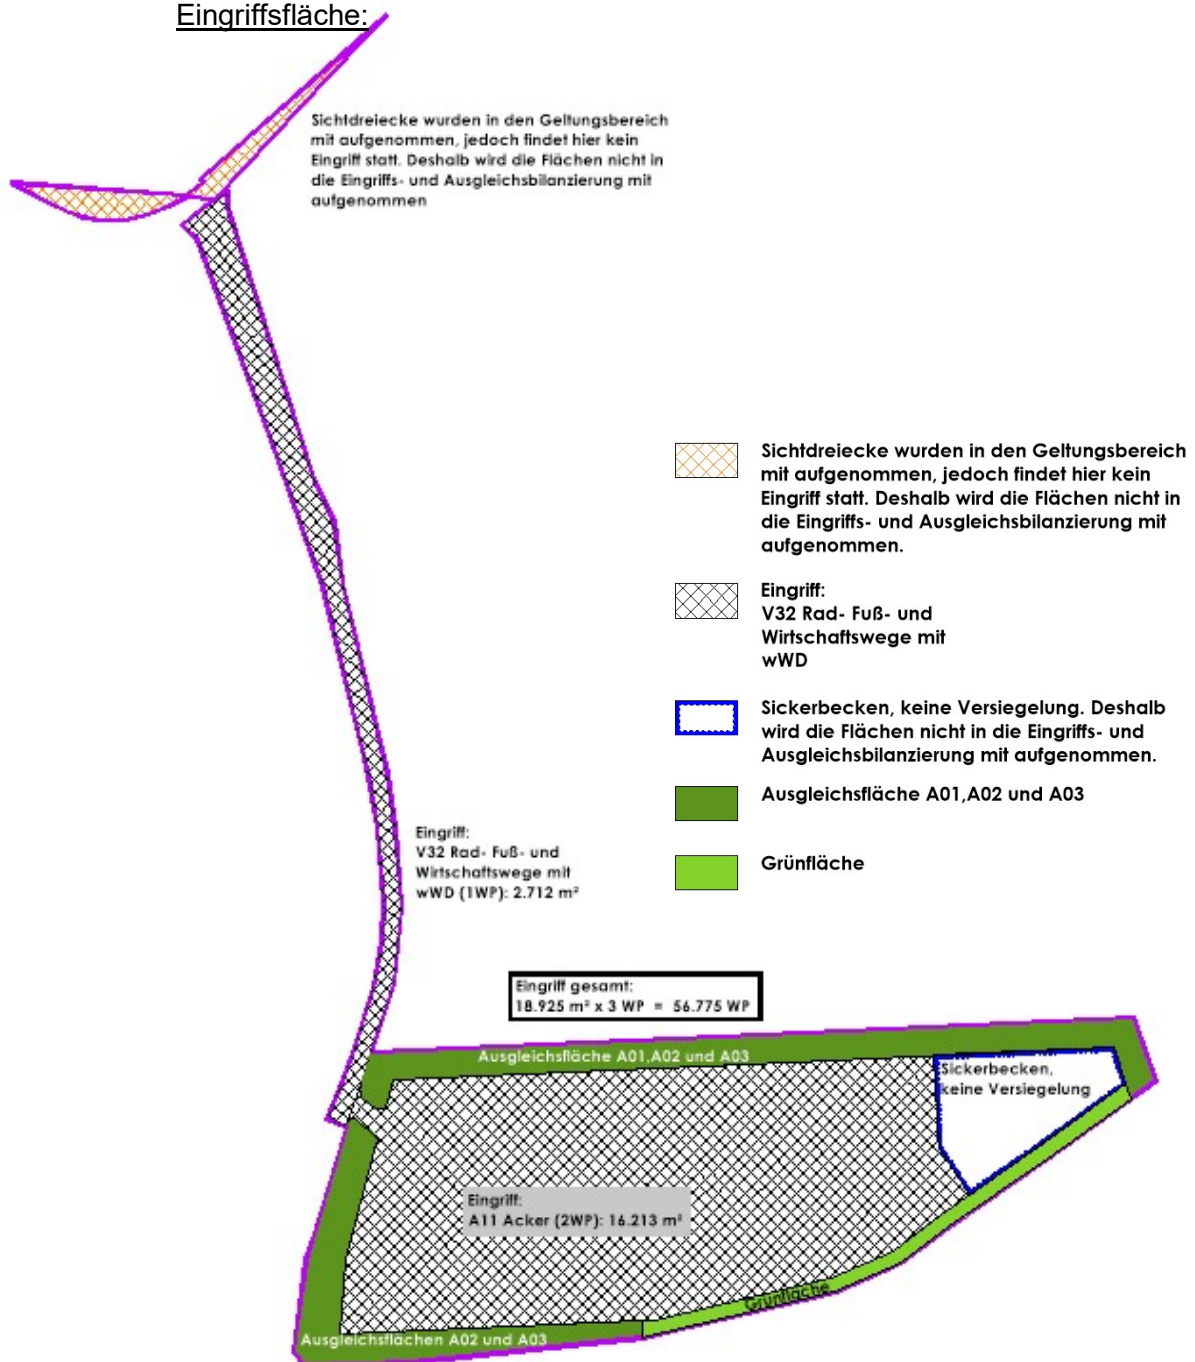 Eingriffsfläche:
Sichtdreiecke wurden in den Geltungsbereich
mit aufgenommen, jedoch findet hier kein
Eingriff statt. Deshalb wird die Flächen nicht in
die Eingriffs- und Ausgleichsbilanzierung mit
aufgenommen
Sichtdreiecke wurden in den Geltungsbereich
mit aufgenommen, jedoch findet hier kein
Eingriff statt. Deshalb wird die Flächen nicht in
die Eingriffs- und Ausgleichsbilanzierung mit
aufgenommen.
Eingriff:
V32 Rad- Fuß- und
Wirtschaftswege mit
wWD
Sickerbecken, keine Versiegelung. Deshalb
wird die Flächen nicht in die Eingriffs- und
Ausgleichsbilanzierung mit aufgenommen.
Ausgleichsfläche A01,A02 und A03
Grünfläche
Eingriff:
V32 Rad- Fuß- und
Wirtschaftswege mit
wWD (1WP): 2.712 m²
Eingriff gesamt:
18.925 m² x 3 WP = 56.775 WP
Ausgleichsfläche A01,A02 und A03
Sickerbecken,
keine Versiegelung
Eingriff:
A11 Acker (2WP): 16.213 m²
Grünfläche
Ausgleichsflächen A02 und A03